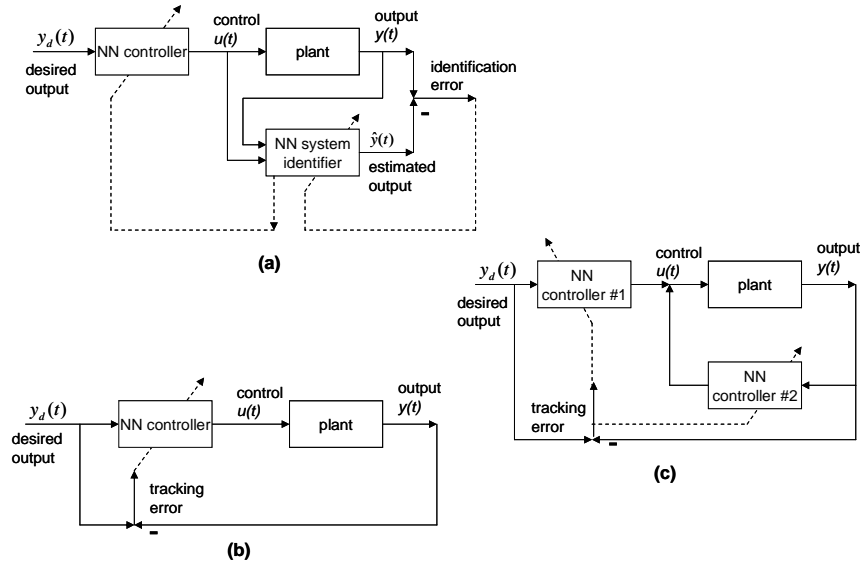 control
u(t)
output
y(t)
y_d(t)
NN controller
plant
desired
output
identification
error
-
NN system
identifier
ŷ(t)
estimated
output
(a)
control
u(t)
output
y(t)
y_d(t)
NN
controller #1
plant
desired
output
NN
controller #2
tracking
error
-
(c)
control
u(t)
output
y(t)
y_d(t)
NN controller
plant
desired
output
tracking
error
-
(b)